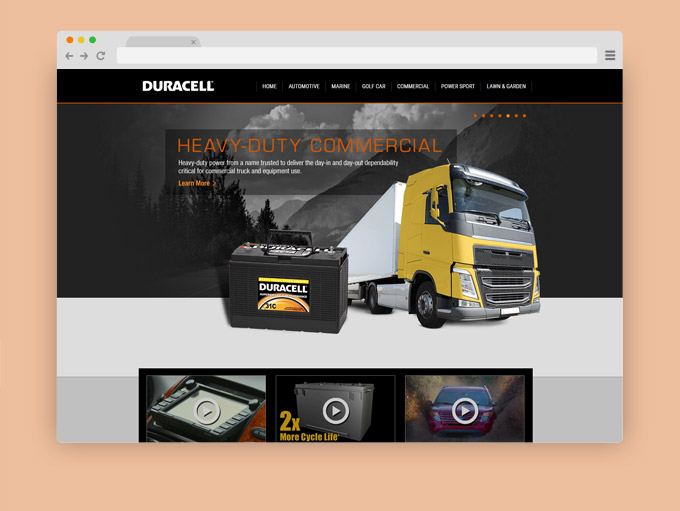 DURACELL
HOME AUTOMOTIVE MARINE GOLF CAR COMMERCIAL POWER SPORT LAWN & GARDEN
HEAVY-DUTY COMMERCIAL
Heavy-duty power from a name trusted to deliver the day-in and day-out dependability
critical for commercial truck and equipment use.
Learn More >
DURACELL
31C
2x
More Cycle Life*